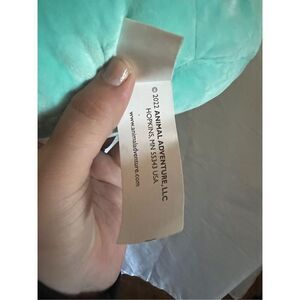 © 2022 ANIMAL ADVENTURE, LLC
HOPKINS, MN 55343 USA
www.animaladventure.com